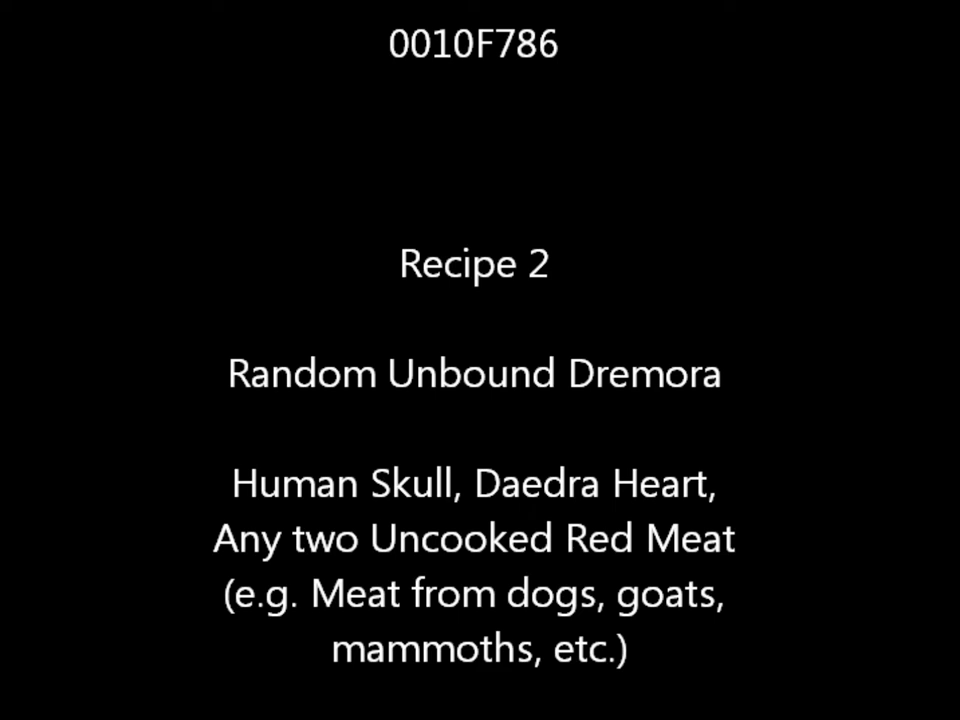 0010F786
Recipe 2
Random Unbound Dremora
Human Skull, Daedra Heart,
Any two Uncooked Red Meat
(e.g. Meat from dogs, goats,
mammoths, etc.)